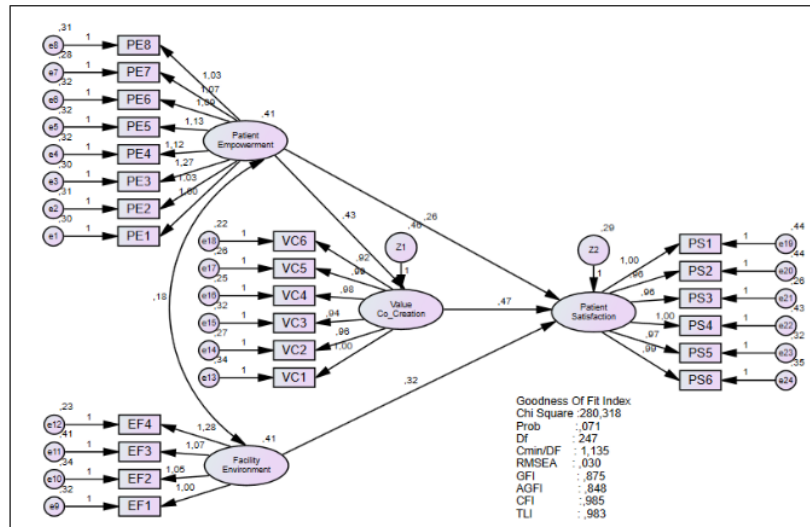 ,31
e8 1 PE8
,28
e7 1 PE7
,32
e6 1 PE6
,32
e5 1 PE5
,32
e4 1 PE4
,30
e3 1 PE3
,31
e2 1 PE2
,30
e1 1 PE1
1,03
1,07
1,09
1,13
1,12
1,27
1,03
1,00
,41
Patient
Empowerment
,43
,26
,18
,22
e18 1 VC6
,26
e17 1 VC5
,25
e16 1 VC4
,32
e15 1 VC3
,27
e14 1 VC2
,34
e13 1 VC1
,92
,99
,98
,94
,96
1,00
,46
Z1
1
Value
Co_Creation
,47
,29
Z2
1
Patient
Satisfaction
,44
PS1 1 e19
,44
PS2 1 e20
,26
PS3 1 e21
,43
PS4 1 e22
,32
PS5 1 e23
,35
PS6 1 e24
1,00
,96
,96
1,00
,97
,99
,32
,23
e12 1 EF4
,41
e11 1 EF3
,34
e10 1 EF2
,32
e9 1 EF1
1,28
1,07
1,05
1,00
,41
Facility
Environment
Goodness Of Fit Index
Chi Square :280,318
Prob :,071
Df : 247
Cmin/DF : 1,135
RMSEA : ,030
GFI : ,875
AGFI : ,848
CFI : ,985
TLI : ,983